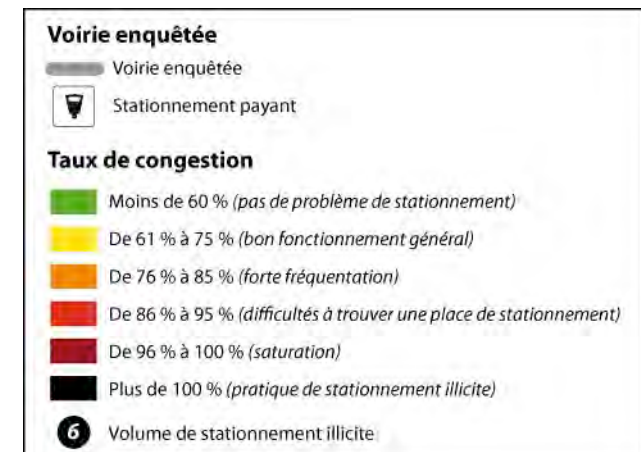 Voirie enquêtée
Voirie enquêtée
Stationnement payant
Taux de congestion
Moins de 60 % (pas de problème de stationnement)
De 61 % à 75 % (bon fonctionnement général)
De 76 % à 85 % (forte fréquentation)
De 86 % à 95 % (difficultés à trouver une place de stationnement)
De 96 % à 100 % (saturation)
Plus de 100 % (pratique de stationnement illicite)
6 Volume de stationnement illicite